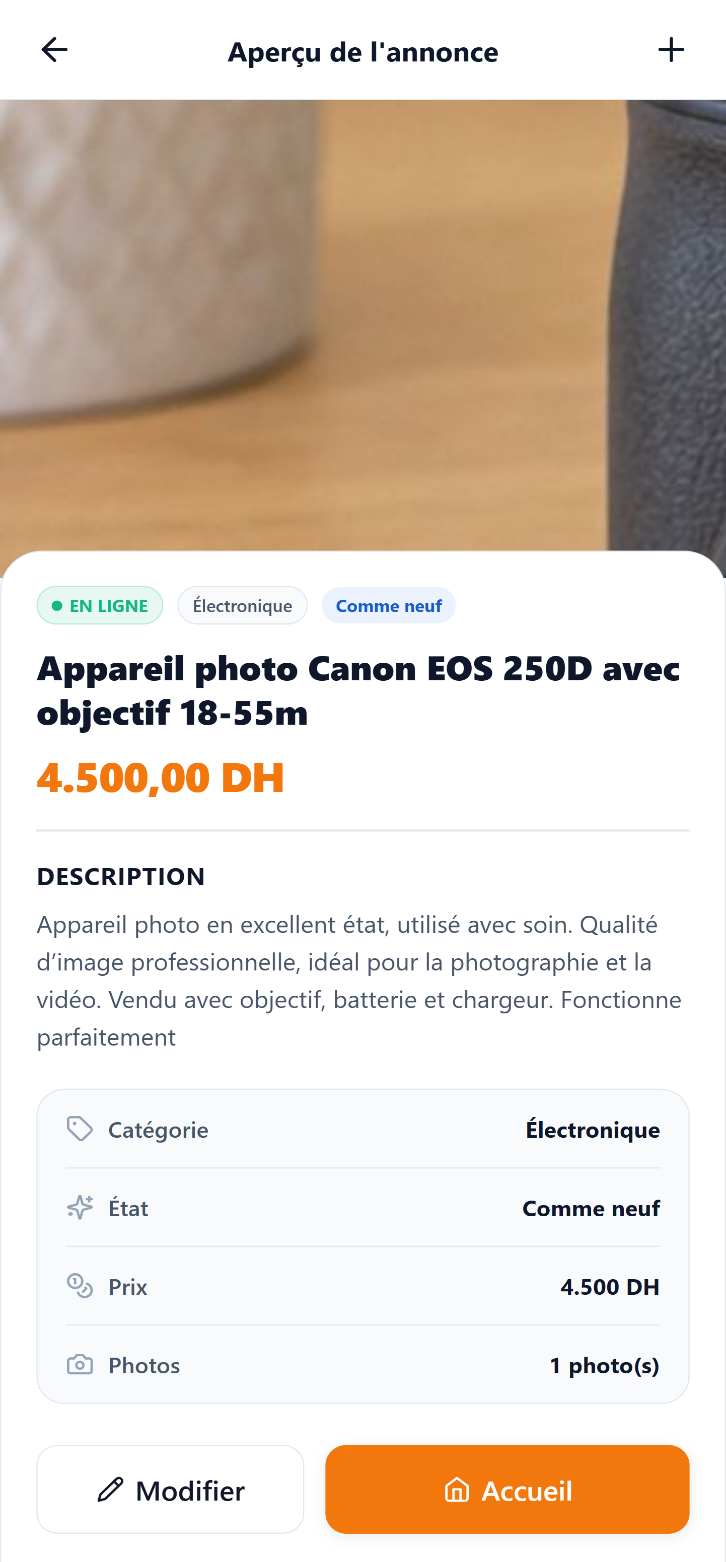 Aperçu de l'annonce
EN LIGNE
Électronique
Comme neuf
Appareil photo Canon EOS 250D avec
objectif 18-55m
4.500,00 DH
DESCRIPTION
Appareil photo en excellent état, utilisé avec soin. Qualité
d’image professionnelle, idéal pour la photographie et la
vidéo. Vendu avec objectif, batterie et chargeur. Fonctionne
parfaitement
Catégorie Électronique
État Comme neuf
Prix 4.500 DH
Photos 1 photo(s)
Modifier
Accueil